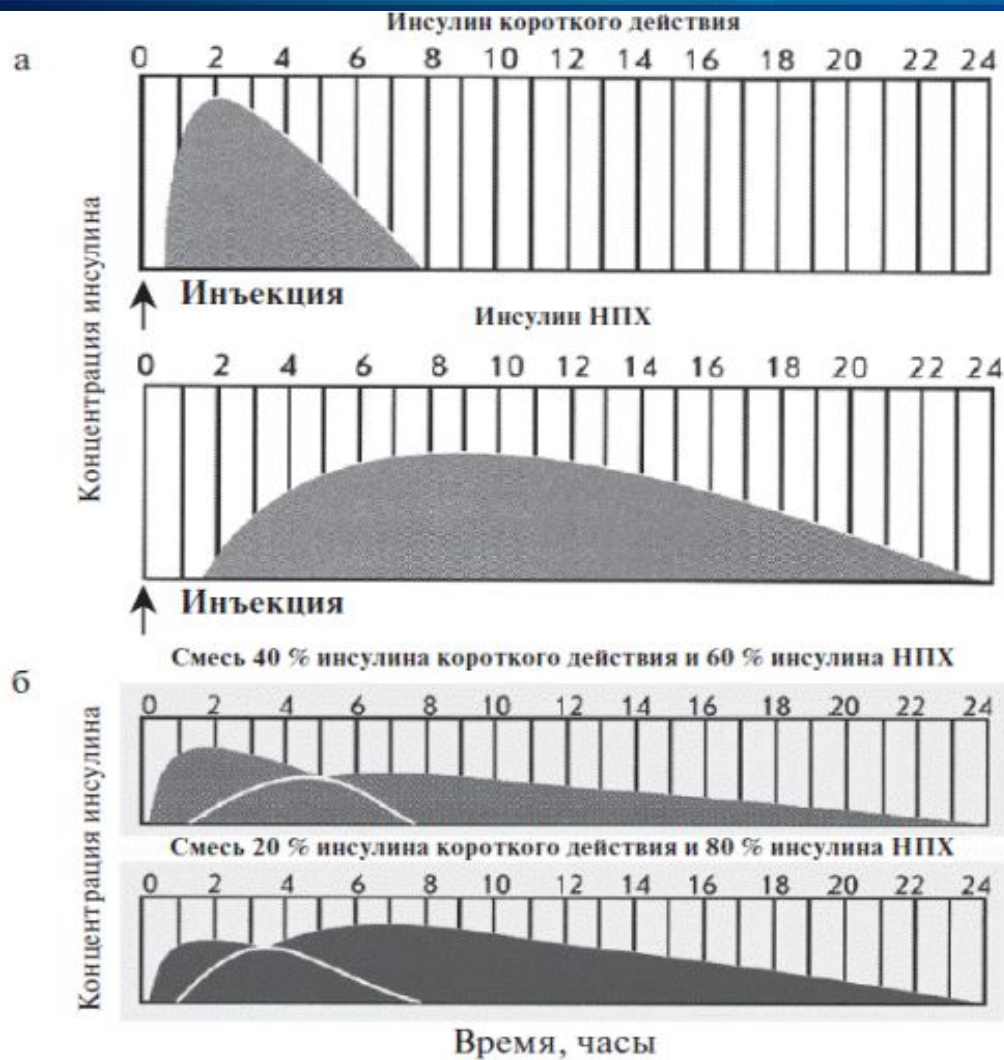 Инсулин короткого действия
а
0 2 4 6 8 10 12 14 16 18 20 22 24
Концентрация инсулина
Инъекция
Инсулин НПХ
0 2 4 6 8 10 12 14 16 18 20 22 24
Инъекция
Смесь 40 % инсулина короткого действия и 60 % инсулина НПХ
б
0 2 4 6 8 10 12 14 16 18 20 22 24
Концентрация инсулина
Смесь 20 % инсулина короткого действия и 80 % инсулина НПХ
0 2 4 6 8 10 12 14 16 18 20 22 24
Время, часы